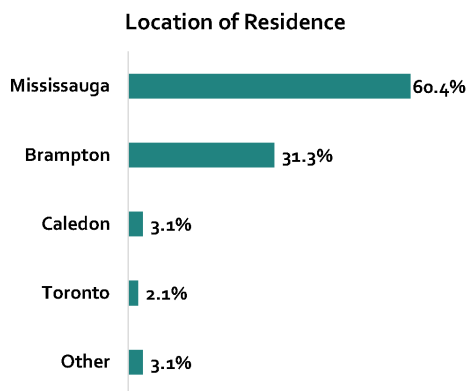 Location of Residence
Mississauga 60.4%
Brampton 31.3%
Caledon 3.1%
Toronto 2.1%
Other 3.1%